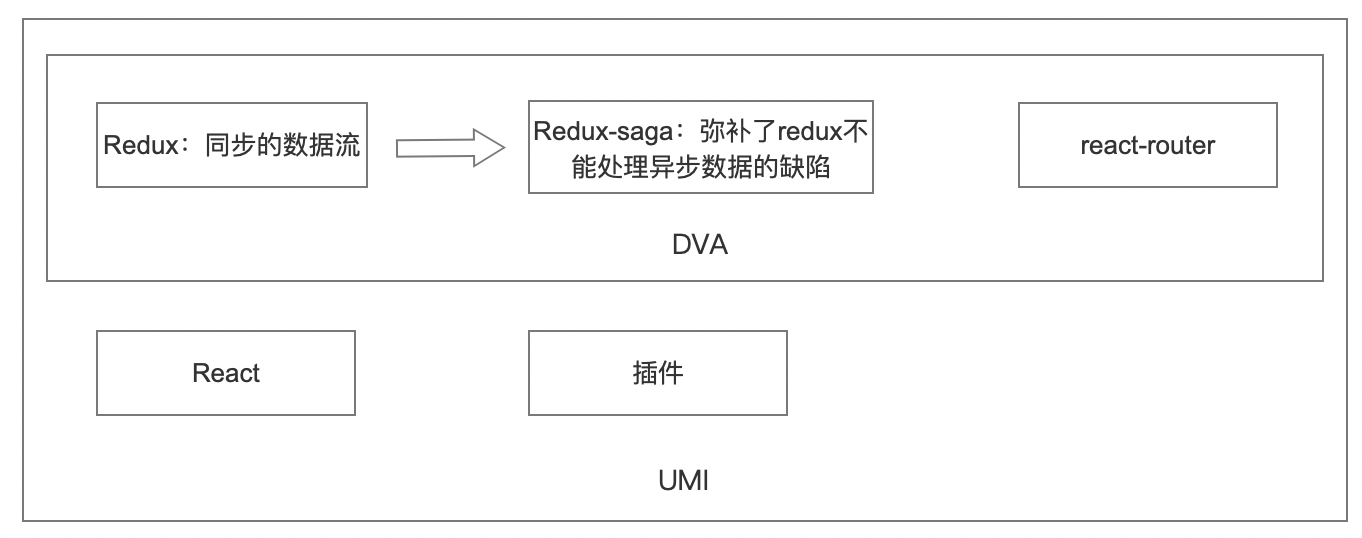 Redux：同步的数据流
Redux-saga：弥补了redux不
能处理异步数据的缺陷
react-router
DVA
React
插件
UMI